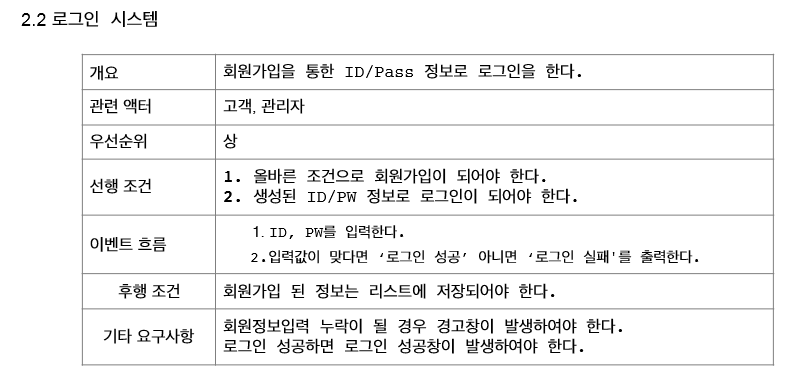 2.2 로그인 시스템
개요
회원가입을 통한 ID/Pass 정보로 로그인을 한다.
관련 액터
고객, 관리자
우선순위
상
선행 조건
1. 올바른 조건으로 회원가입이 되어야 한다.
2. 생성된 ID/PW 정보로 로그인이 되어야 한다.
이벤트 흐름
1. ID, PW를 입력한다.
2.입력값이 맞다면 ‘로그인 성공’ 아니면 ‘로그인 실패'를 출력한다.
후행 조건
회원가입 된 정보는 리스트에 저장되어야 한다.
기타 요구사항
회원정보입력 누락이 될 경우 경고창이 발생하여야 한다.
로그인 성공하면 로그인 성공창이 발생하여야 한다.